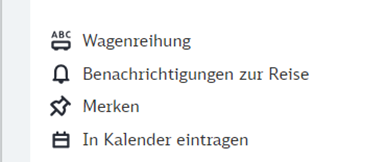 ABC Wagenreihung
Benachrichtigungen zur Reise
Merken
In Kalender eintragen